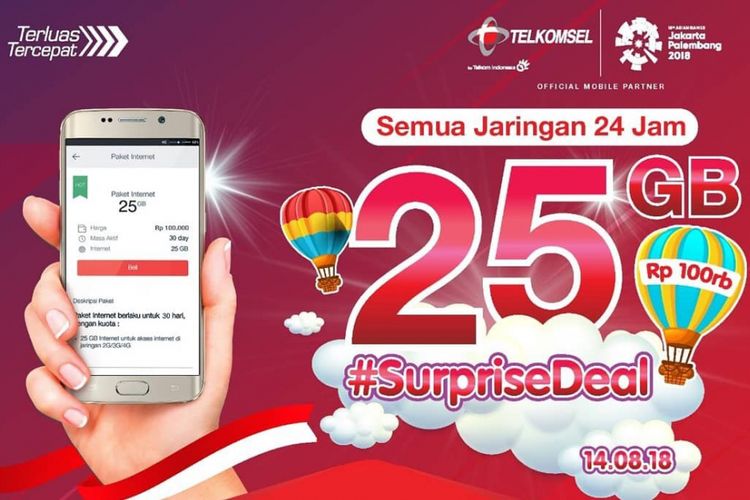 Terluas
Tercepat
TELKOMSEL
by Telkom Indonesia
18th ASIAN GAMES
Jakarta
Palembang
2018
OFFICIAL MOBILE PARTNER
Semua Jaringan 24 Jam
25 GB
Rp 100rb
#SurpriseDeal
14.08.18
Paket Internet
HOT
Paket Internet
25 GB
Harga Rp 100.000
Masa Aktif 30 day
Internet 25 GB
Beli
Deskripsi Paket
Paket Internet berlaku untuk 30 hari,
dengan kuota :
25 GB Internet untuk akses internet di
jaringan 2G/3G/4G